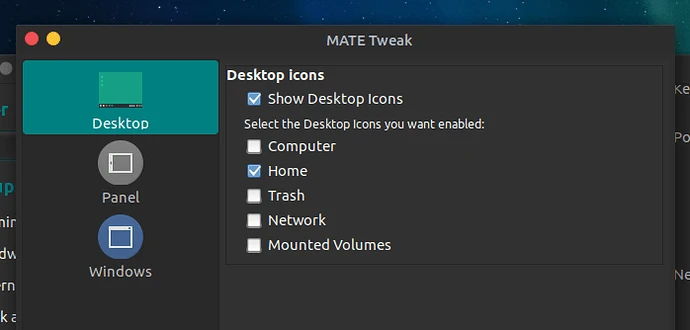 MATE Tweak
Desktop
Panel
Windows
Desktop icons
Show Desktop Icons
Select the Desktop Icons you want enabled:
Computer
Home
Trash
Network
Mounted Volumes